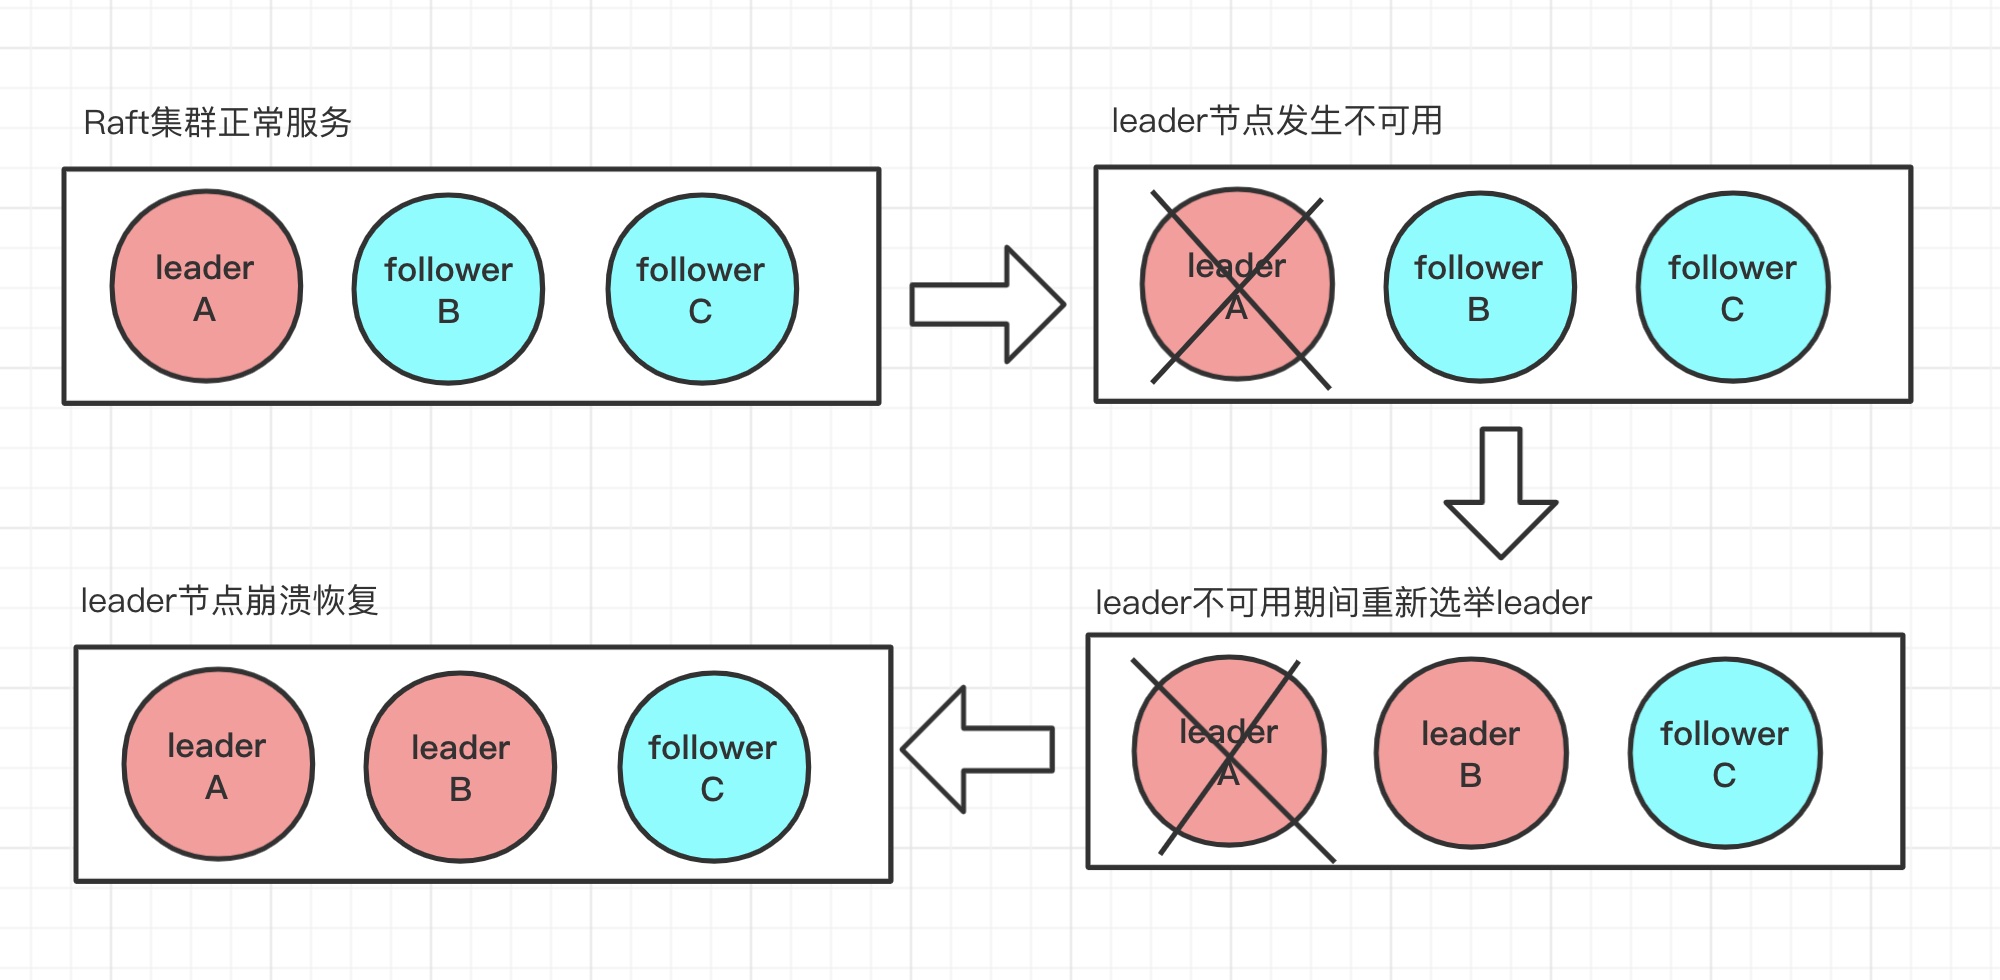 Raft集群正常服务
leader
A
follower
B
follower
C
leader节点发生不可用
leader
A
follower
B
follower
C
leader不可用期间重新选举leader
leader
A
leader
B
follower
C
leader节点崩溃恢复
leader
A
leader
B
follower
C